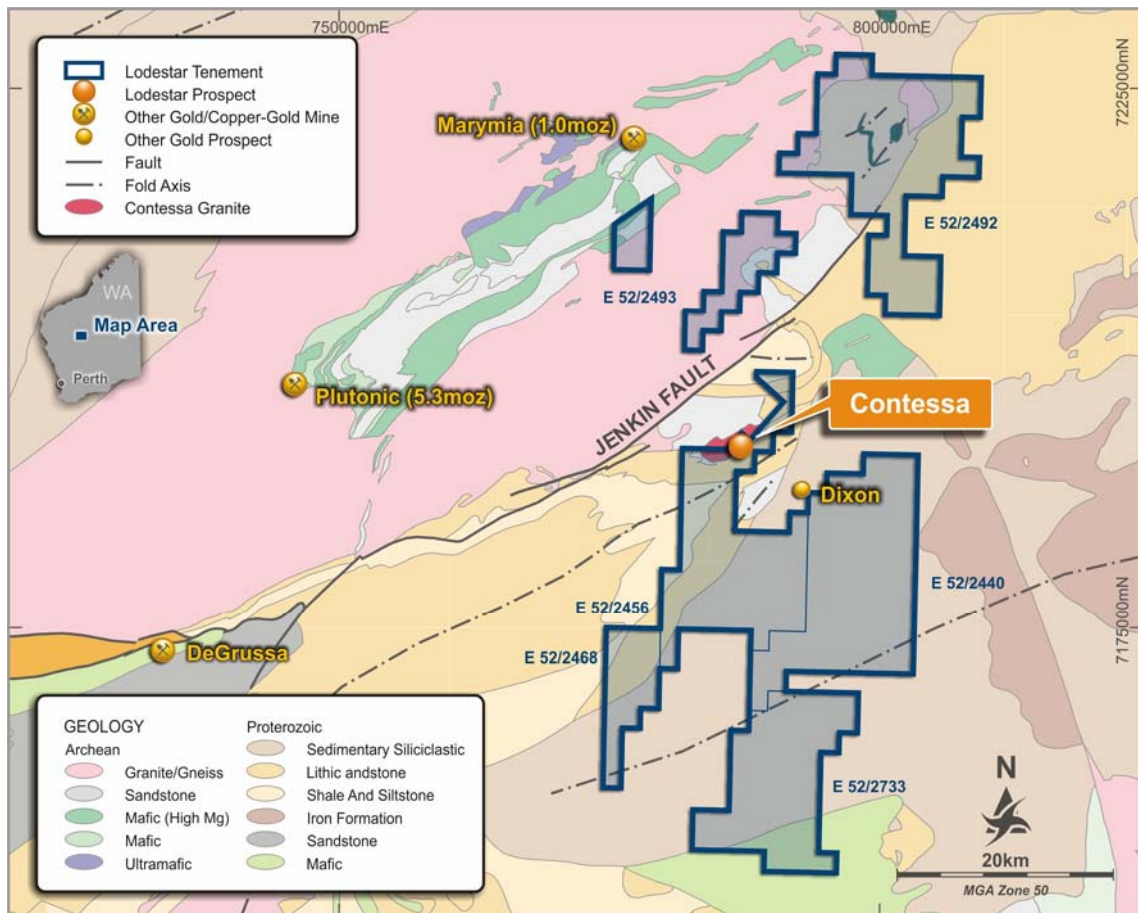 750000mE
800000mE
Lodestar Tenement
Lodestar Prospect
Other Gold/Copper-Gold Mine
Other Gold Prospect
Fault
Fold Axis
Contessa Granite
7225000mN
Marymia (1.0moz)
E 52/2492
E 52/2493
WA
Map Area
Perth
Plutonic (5.3moz)
JENKIN FAULT
Contessa
Dixon
E 52/2456
E 52/2440
E 52/2468
7175000mN
DeGrussa
E 52/2733
GEOLOGY
Archean
Granite/Gneiss
Sandstone
Mafic (High Mg)
Mafic
Ultramafic
Proterozoic
Sedimentary Siliciclastic
Lithic andstone
Shale And Siltstone
Iron Formation
Sandstone
Mafic
N
20km
MGA Zone 50